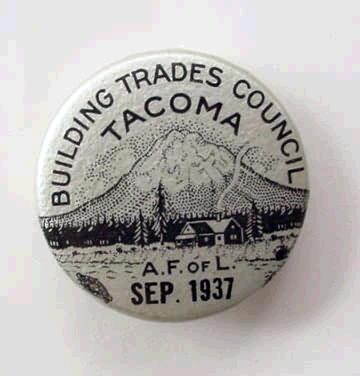 BUILDING TRADES COUNCIL
TACOMA
A.F. OF L.
SEP. 1937